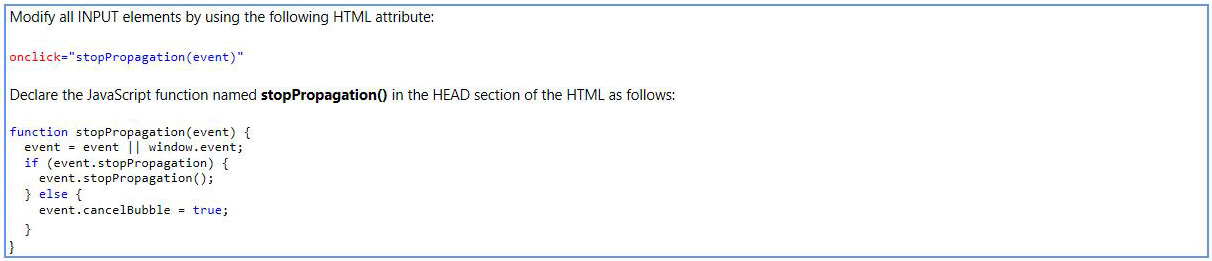 Modify all INPUT elements by using the following HTML attribute:
onclick="stopPropagation(event)"
Declare the JavaScript function named stopPropagation() in the HEAD section of the HTML as follows:
function stopPropagation(event) {
  event = event || window.event;
  if (event.stopPropagation) {
    event.stopPropagation();
  } else {
    event.cancelBubble = true;
  }
}